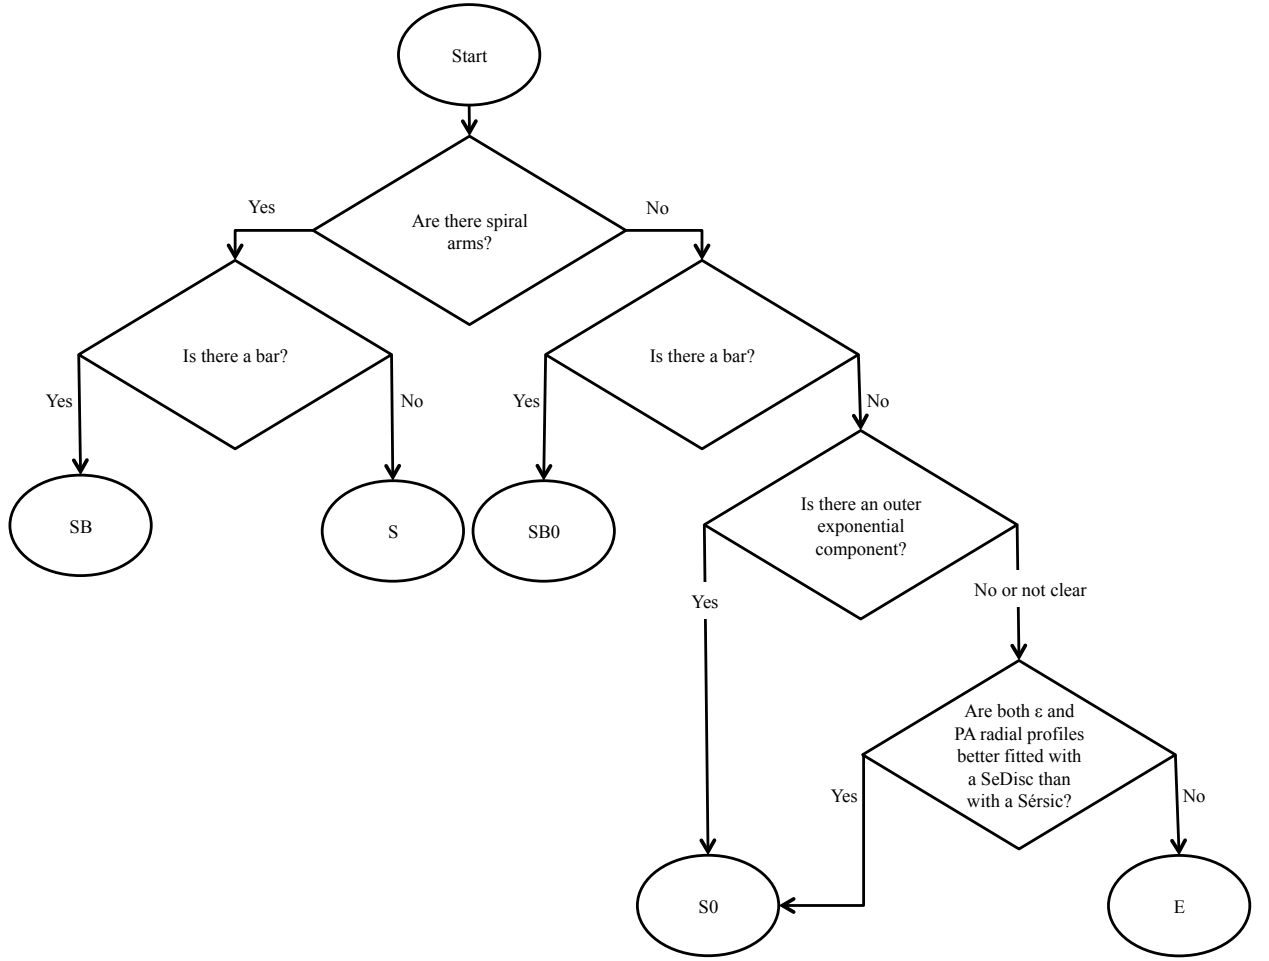 Start
Are there spiral
arms?
Yes
No
Is there a bar?
Is there a bar?
Yes
No
Yes
No
SB
S
SB0
Is there an outer
exponential
component?
Yes
No or not clear
Are both ε and
PA radial profiles
better fitted with
a SeDisc than
with a Sérsic?
Yes
No
S0
E